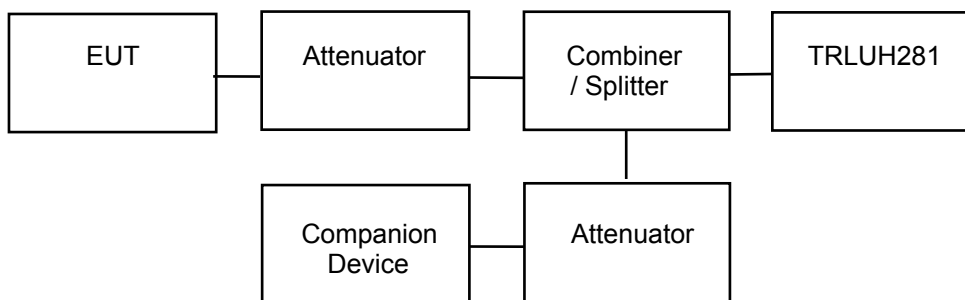 EUT
Attenuator
Combiner
/ Splitter
TRLUH281
Companion
Device
Attenuator